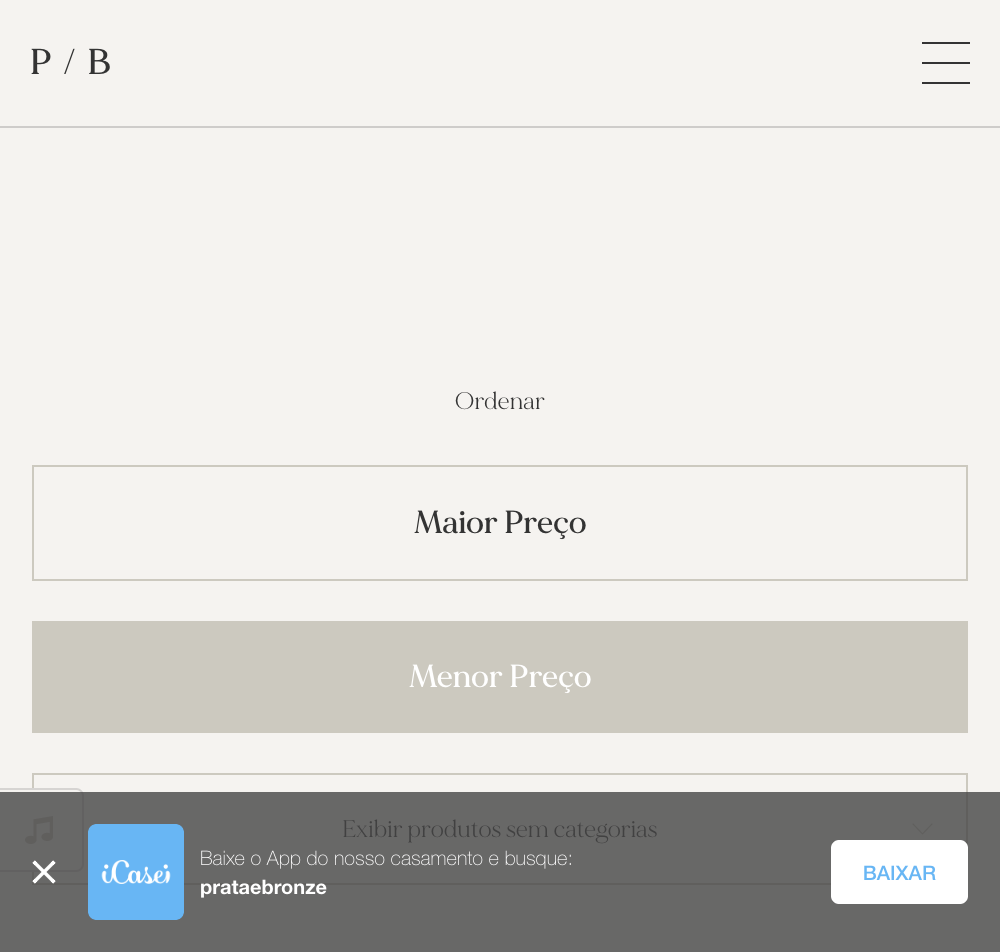 P / B
Ordenar
Maior Preço
Menor Preço
Exibir produtos sem categorias
iCasei
Baixe o App do nosso casamento e busque:
prataebronze
BAIXAR